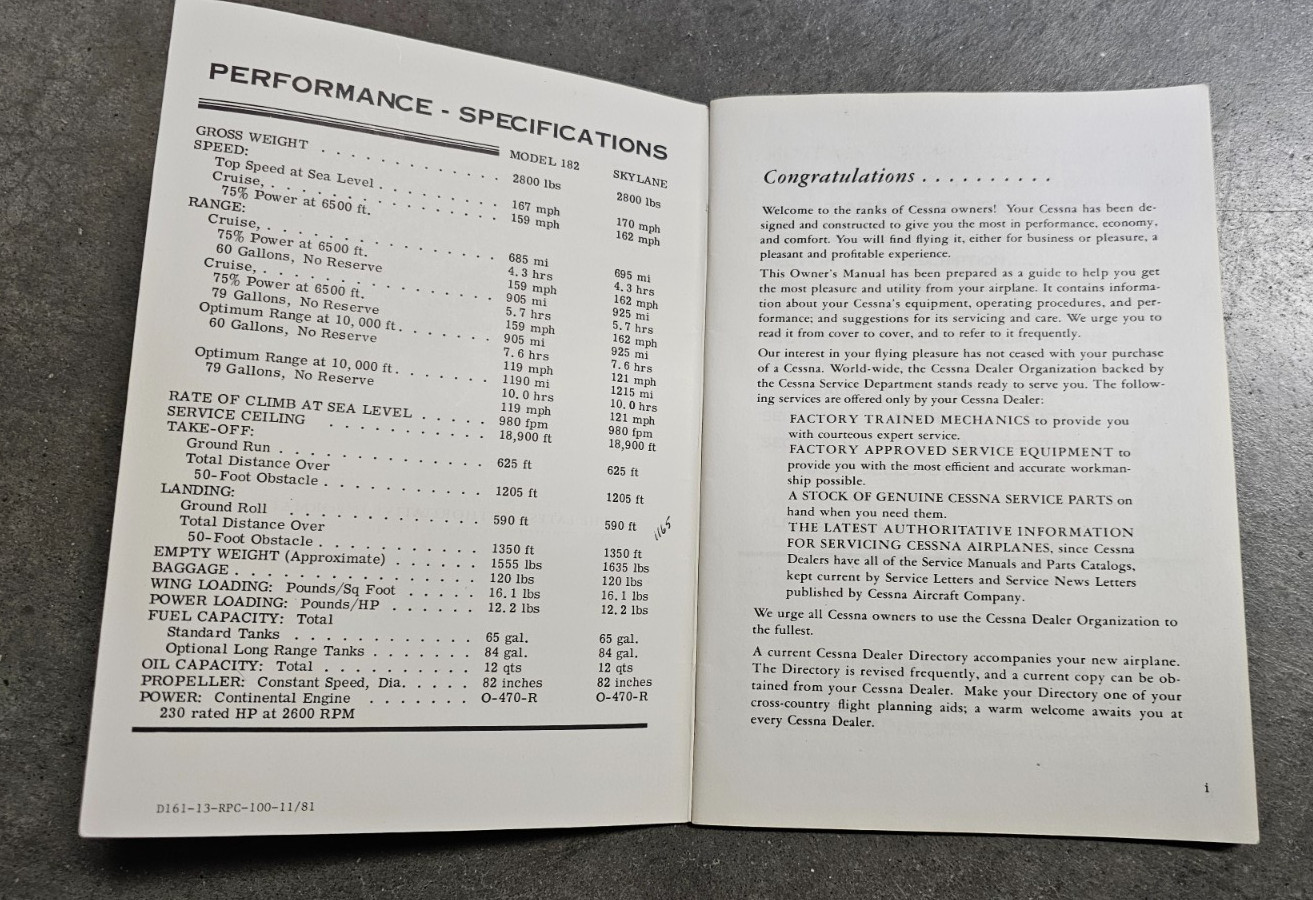 PERFORMANCE - SPECIFICATIONS
MODEL 182 SKYLANE
GROSS WEIGHT . . . . . . . . . . . . . 2800 lbs 2800 lbs
SPEED:
Top Speed at Sea Level . . . . . . . . . 167 mph 170 mph
Cruise, . . . . . . . . . . . . . . . . 159 mph 162 mph
75% Power at 6500 ft.
RANGE:
Cruise, . . . . . . . . . . . . . . . . 685 mi 695 mi
75% Power at 6500 ft. 4.3 hrs 4.3 hrs
60 Gallons, No Reserve 159 mph 162 mph
Cruise, . . . . . . . . . . . . . . . . 905 mi 925 mi
75% Power at 6500 ft. 5.7 hrs 5.7 hrs
79 Gallons, No Reserve 159 mph 162 mph
Optimum Range at 10,000 ft. . . . . . . 905 mi 925 mi
60 Gallons, No Reserve 7.6 hrs 7.6 hrs
119 mph 121 mph
Optimum Range at 10,000 ft. . . . . . . 1190 mi 1215 mi
79 Gallons, No Reserve 10.0 hrs 10.0 hrs
119 mph 121 mph
RATE OF CLIMB AT SEA LEVEL . . . . . 980 fpm 980 fpm
SERVICE CEILING . . . . . . . . . . . 18,900 ft 18,900 ft
TAKE-OFF:
Ground Run . . . . . . . . . . . . . . 625 ft 625 ft
Total Distance Over
50-Foot Obstacle . . . . . . . . . . . 1205 ft 1205 ft
LANDING:
Ground Roll . . . . . . . . . . . . . 590 ft 590 ft 1165
Total Distance Over
50-Foot Obstacle . . . . . . . . . . 1350 ft 1350 ft
EMPTY WEIGHT (Approximate) . . . . . . 1555 lbs 1635 lbs
BAGGAGE . . . . . . . . . . . . . . . 120 lbs 120 lbs
WING LOADING: Pounds/Sq Foot . . . . . 16.1 lbs 16.1 lbs
POWER LOADING: Pounds/HP . . . . . . 12.2 lbs 12.2 lbs
FUEL CAPACITY: Total
Standard Tanks . . . . . . . . . . . . 65 gal. 65 gal.
Optional Long Range Tanks . . . . . . . 84 gal. 84 gal.
OIL CAPACITY: Total . . . . . . . . . . 12 qts 12 qts
PROPELLER: Constant Speed, Dia. . . . . 82 inches 82 inches
POWER: Continental Engine . . . . . . . O-470-R O-470-R
230 rated HP at 2600 RPM
D161-13-RPC-100-11/81
Congratulations . . . . . . . . . .
Welcome to the ranks of Cessna owners! Your Cessna has been de-
signed and constructed to give you the most in performance, economy,
and comfort. You will find flying it, either for business or pleasure, a
pleasant and profitable experience.
This Owner's Manual has been prepared as a guide to help you get
the most pleasure and utility from your airplane. It contains informa-
tion about your Cessna's equipment, operating procedures, and per-
formance; and suggestions for its servicing and care. We urge you to
read it from cover to cover, and to refer to it frequently.
Our interest in your flying pleasure has not ceased with your purchase
of a Cessna. World-wide, the Cessna Dealer Organization backed by
the Cessna Service Department stands ready to serve you. The follow-
ing services are offered only by your Cessna Dealer:
FACTORY TRAINED MECHANICS to provide you
with courteous expert service.
FACTORY APPROVED SERVICE EQUIPMENT to
provide you with the most efficient and accurate workman-
ship possible.
A STOCK OF GENUINE CESSNA SERVICE PARTS on
hand when you need them.
THE LATEST AUTHORITATIVE INFORMATION
FOR SERVICING CESSNA AIRPLANES, since Cessna
Dealers have all of the Service Manuals and Parts Catalogs,
kept current by Service Letters and Service News Letters
published by Cessna Aircraft Company.
We urge all Cessna owners to use the Cessna Dealer Organization to
the fullest.
A current Cessna Dealer Directory accompanies your new airplane.
The Directory is revised frequently, and a current copy can be ob-
tained from your Cessna Dealer. Make your Directory one of your
cross-country flight planning aids; a warm welcome awaits you at
every Cessna Dealer.
i